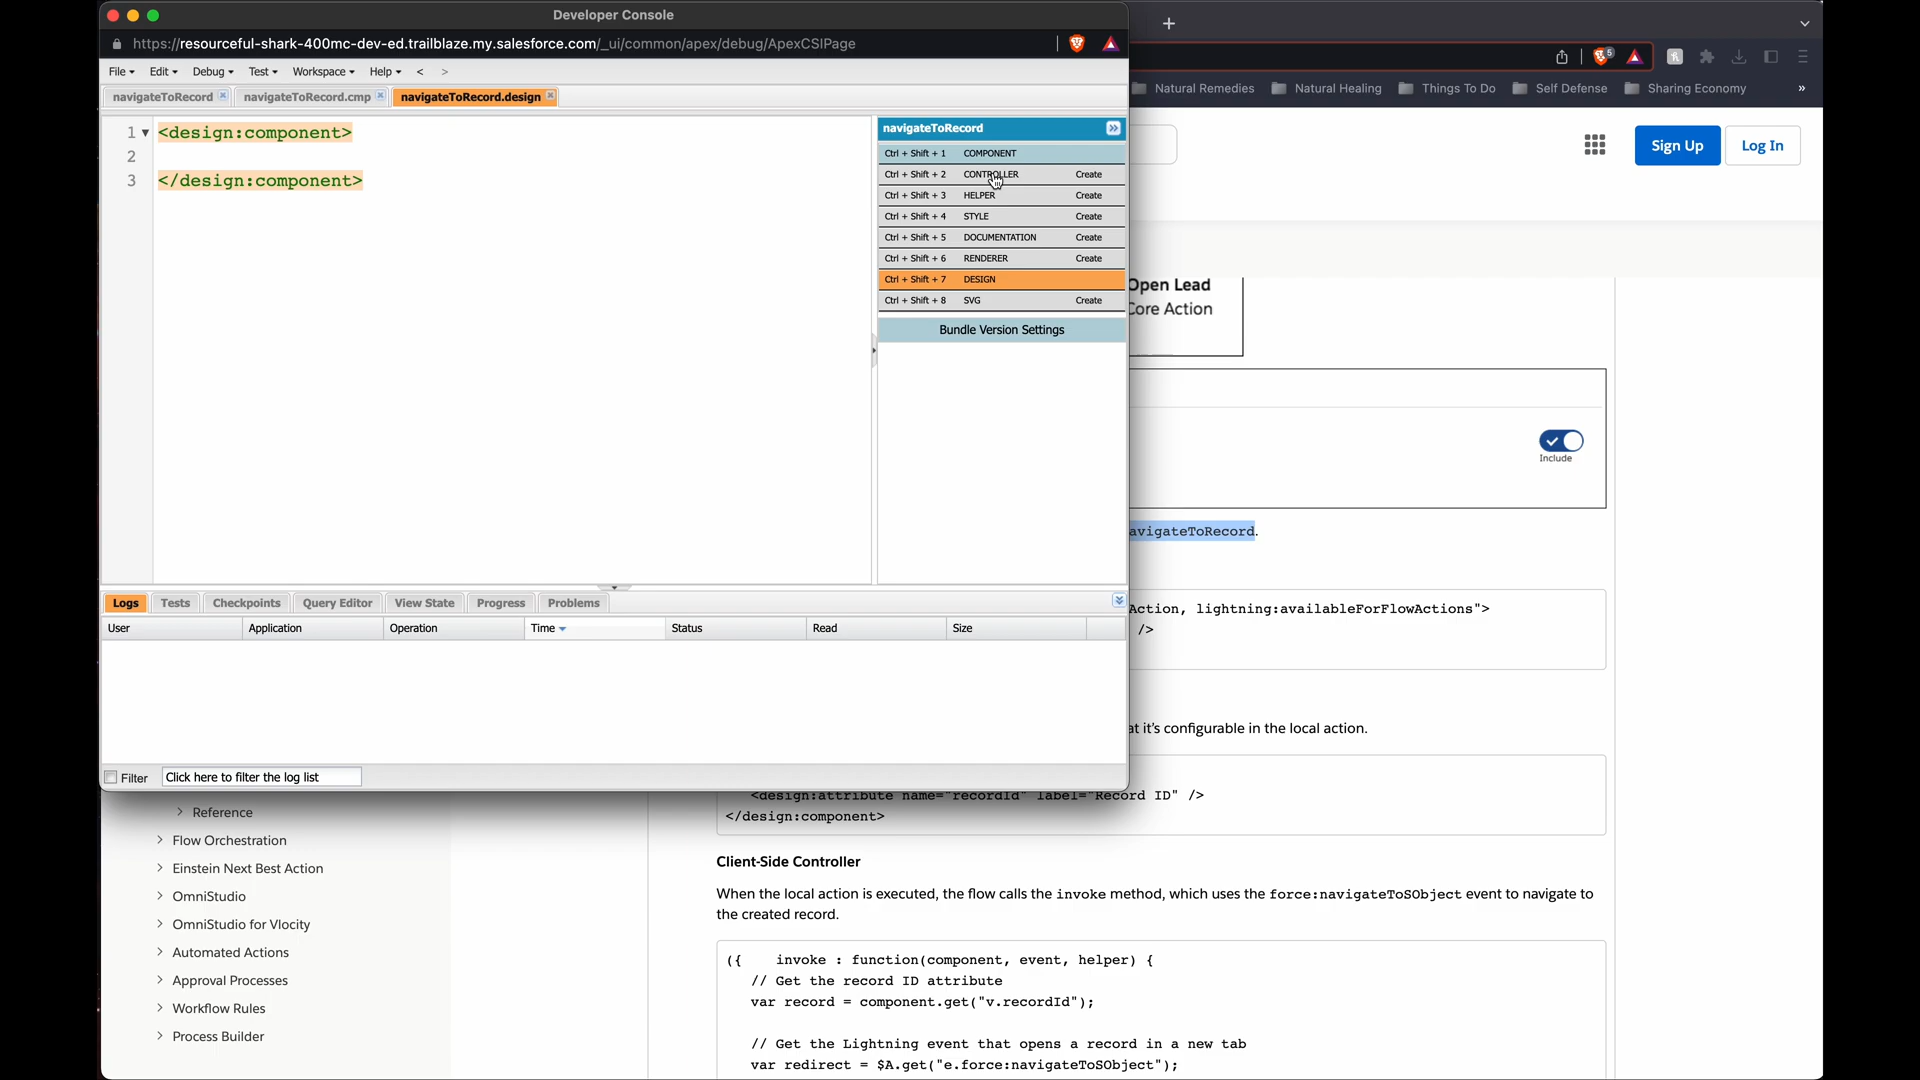 Developer Console
https://resourceful-shark-400mc-dev-ed.trailblaze.my.salesforce.com/_ui/common/apex/debug/ApexCSIPage
File Edit Debug Test Workspace Help < >
navigateToRecord navigateToRecord.cmp navigateToRecord.design
1 <design:component>
2
3 </design:component>
navigateToRecord
Ctrl + Shift + 1 COMPONENT
Ctrl + Shift + 2 CONTROLLER Create
Ctrl + Shift + 3 HELPER Create
Ctrl + Shift + 4 STYLE Create
Ctrl + Shift + 5 DOCUMENTATION Create
Ctrl + Shift + 6 RENDERER Create
Ctrl + Shift + 7 DESIGN
Ctrl + Shift + 8 SVG Create
Bundle Version Settings
Logs Tests Checkpoints Query Editor View State Progress Problems
User Application Operation Time Status Read Size
Filter Click here to filter the log list
5
Natural Remedies Natural Healing Things To Do Self Defense Sharing Economy »
Sign Up Log In
Open Lead
Core Action
Include
avigateToRecord.
Action, lightning:availableForFlowActions">
/>
at it's configurable in the local action.
<design:attribute name="recordId" label="Record ID" />
</design:component>
Client-Side Controller
When the local action is executed, the flow calls the invoke method, which uses the force:navigateToSObject event to navigate to
the created record.
({ invoke : function(component, event, helper) {
// Get the record ID attribute
var record = component.get("v.recordId");
// Get the Lightning event that opens a record in a new tab
var redirect = $A.get("e.force:navigateToSObject");
Reference
Flow Orchestration
Einstein Next Best Action
OmniStudio
OmniStudio for Vlocity
Automated Actions
Approval Processes
Workflow Rules
Process Builder